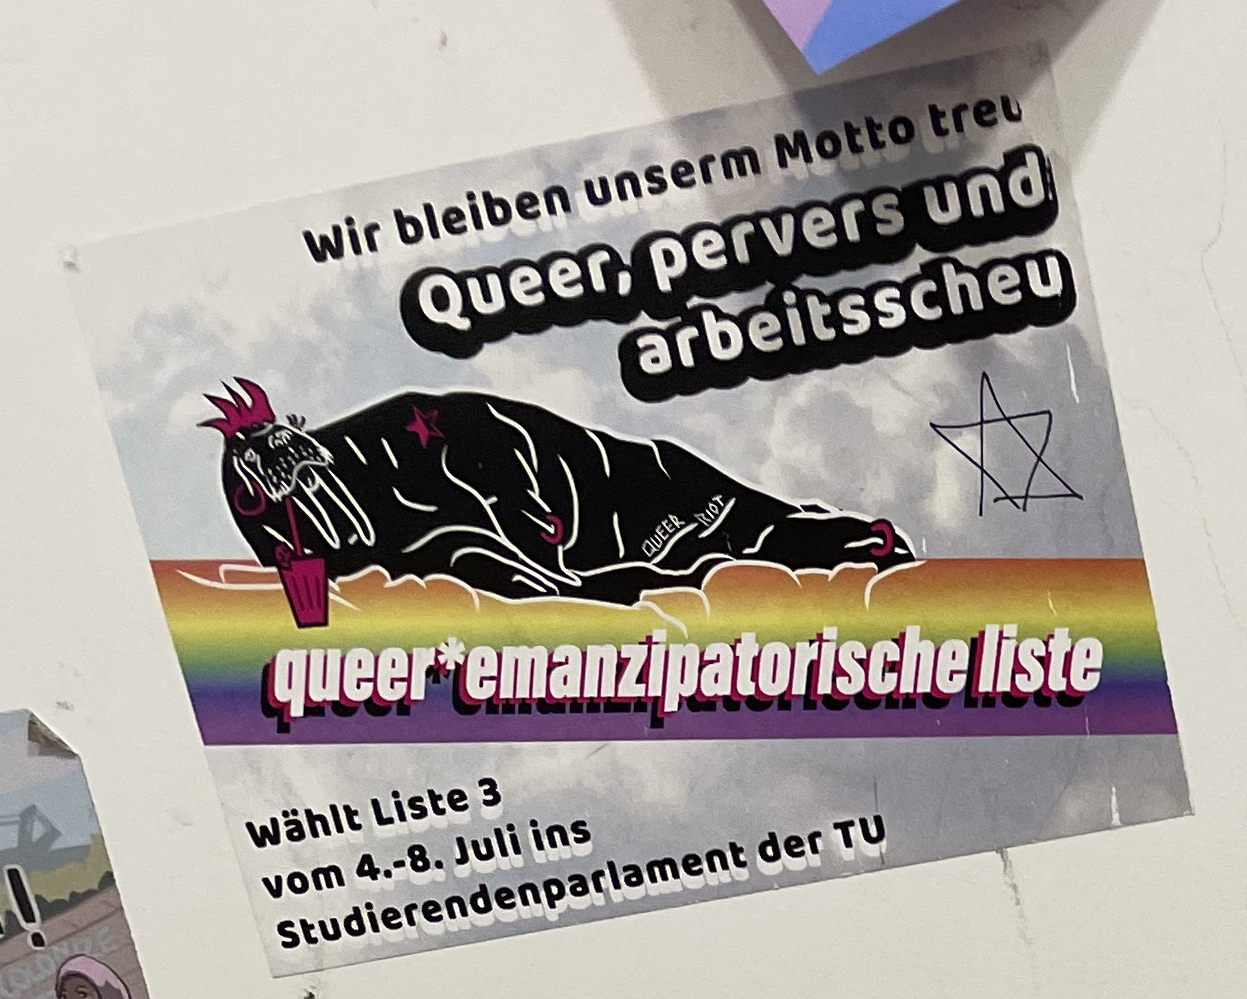 Wir bleiben unserm Motto treu
Queer, pervers und
arbeitsscheu
QUEER RIOT
queer*emanzipatorische liste
Wählt Liste 3
vom 4.-8. Juli ins
Studierendenparlament der TU
!